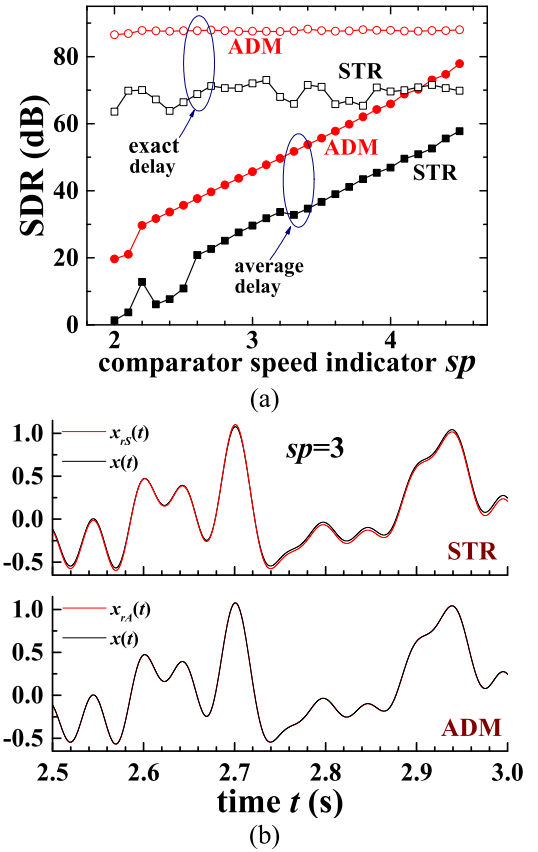 80
60
40
20
0
SDR (dB)
ADM
STR
exact
delay
ADM
STR
average
delay
2 3 4
comparator speed indicator sp
(a)
x_rS(t)
x(t)
sp=3
1.0
0.5
0.0
-0.5
STR
x_rA(t)
x(t)
1.0
0.5
0.0
-0.5
ADM
2.5 2.6 2.7 2.8 2.9 3.0
time t (s)
(b)